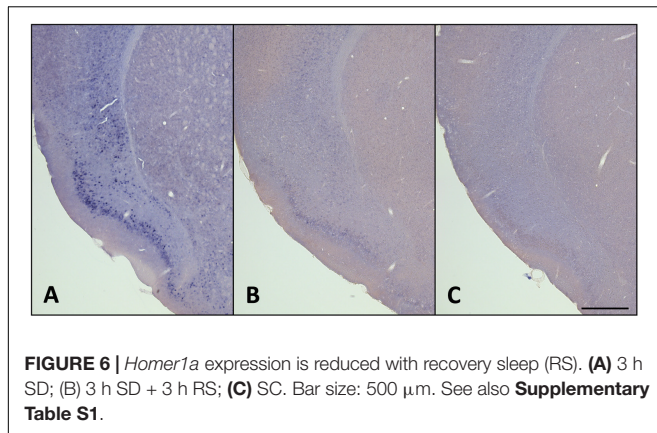 A B C
FIGURE 6 | Homer1a expression is reduced with recovery sleep (RS). (A) 3 h
SD; (B) 3 h SD + 3 h RS; (C) SC. Bar size: 500 μm. See also Supplementary
Table S1.